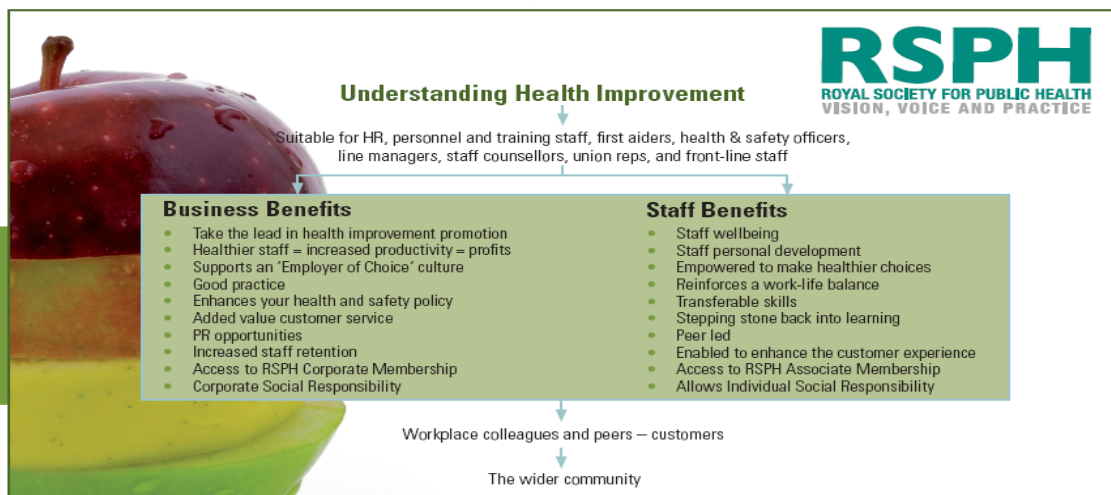 RSPH
ROYAL SOCIETY FOR PUBLIC HEALTH
VISION, VOICE AND PRACTICE
Understanding Health Improvement
Suitable for HR, personnel and training staff, first aiders, health & safety officers,
line managers, staff counsellors, union reps, and front-line staff
Business Benefits
• Take the lead in health improvement promotion
• Healthier staff = increased productivity = profits
• Supports an ‘Employer of Choice’ culture
• Good practice
• Enhances your health and safety policy
• Added value customer service
• PR opportunities
• Increased staff retention
• Access to RSPH Corporate Membership
• Corporate Social Responsibility
Staff Benefits
• Staff wellbeing
• Staff personal development
• Empowered to make healthier choices
• Reinforces a work-life balance
• Transferable skills
• Stepping stone back into learning
• Peer led
• Enabled to enhance the customer experience
• Access to RSPH Associate Membership
• Allows Individual Social Responsibility
Workplace colleagues and peers – customers
The wider community